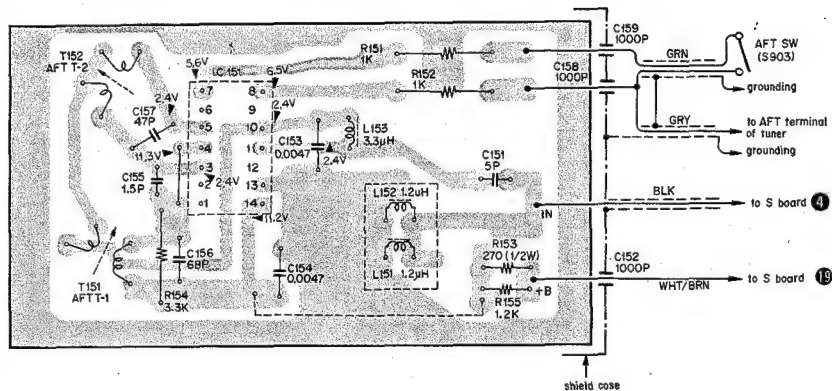 C159
1000P
GRN
AFT SW
(S903)
T152
AFT T-2
5.6V
IC 151
6.5V
R151
1K
C158
1000P
grounding
R152
1K
2.4V
C157
47P
7
8
6
9
5
10
4
11
3
12
2
13
1
14
2.4V
11.3V
C155
1.5P
2.4V
C153
0.0047
2.4V
L153
3.3μH
GRY
to AFT terminal
of tuner
grounding
C151
5P
L152 1.2uH
BLK
IN
to S board 4
11.2V
C156
68P
C154
0.0047
L151 1.2μH
R153
270 (1/2W)
C152
1000P
T151
AFT T-1
R154
3.3K
+B
R155
1.2K
WHT/BRN
to S board 19
shield case